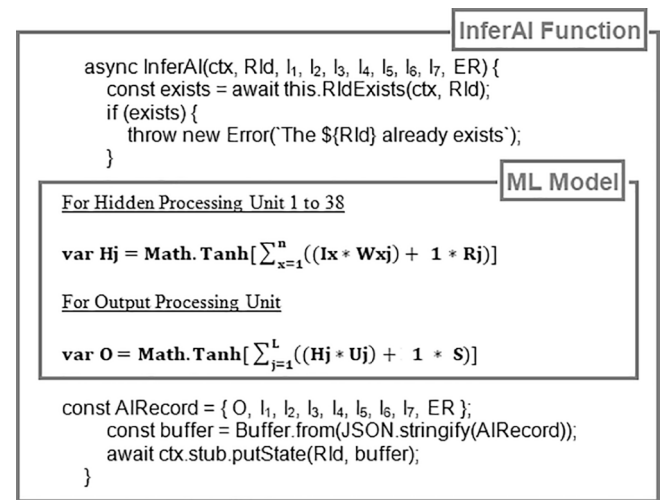 InferAI Function
async InferAI(ctx, RId, I₁, I₂, I₃, I₄, I₅, I₆, I₇, ER) {
const exists = await this.RIdExists(ctx, RId);
if (exists) {
throw new Error(`The ${RId} already exists`);
}
ML Model
For Hidden Processing Unit 1 to 38
var Hj = Math.Tanh[∑ⁿₓ₌₁((Ix * Wxj) + 1 * Rj)]
For Output Processing Unit
var O = Math.Tanh[∑ᴸⱼ₌₁((Hj * Uj) + 1 * S)]
const AIRecord = { O, I₁, I₂, I₃, I₄, I₅, I₆, I₇, ER };
const buffer = Buffer.from(JSON.stringify(AIRecord));
await ctx.stub.putState(RId, buffer);
}